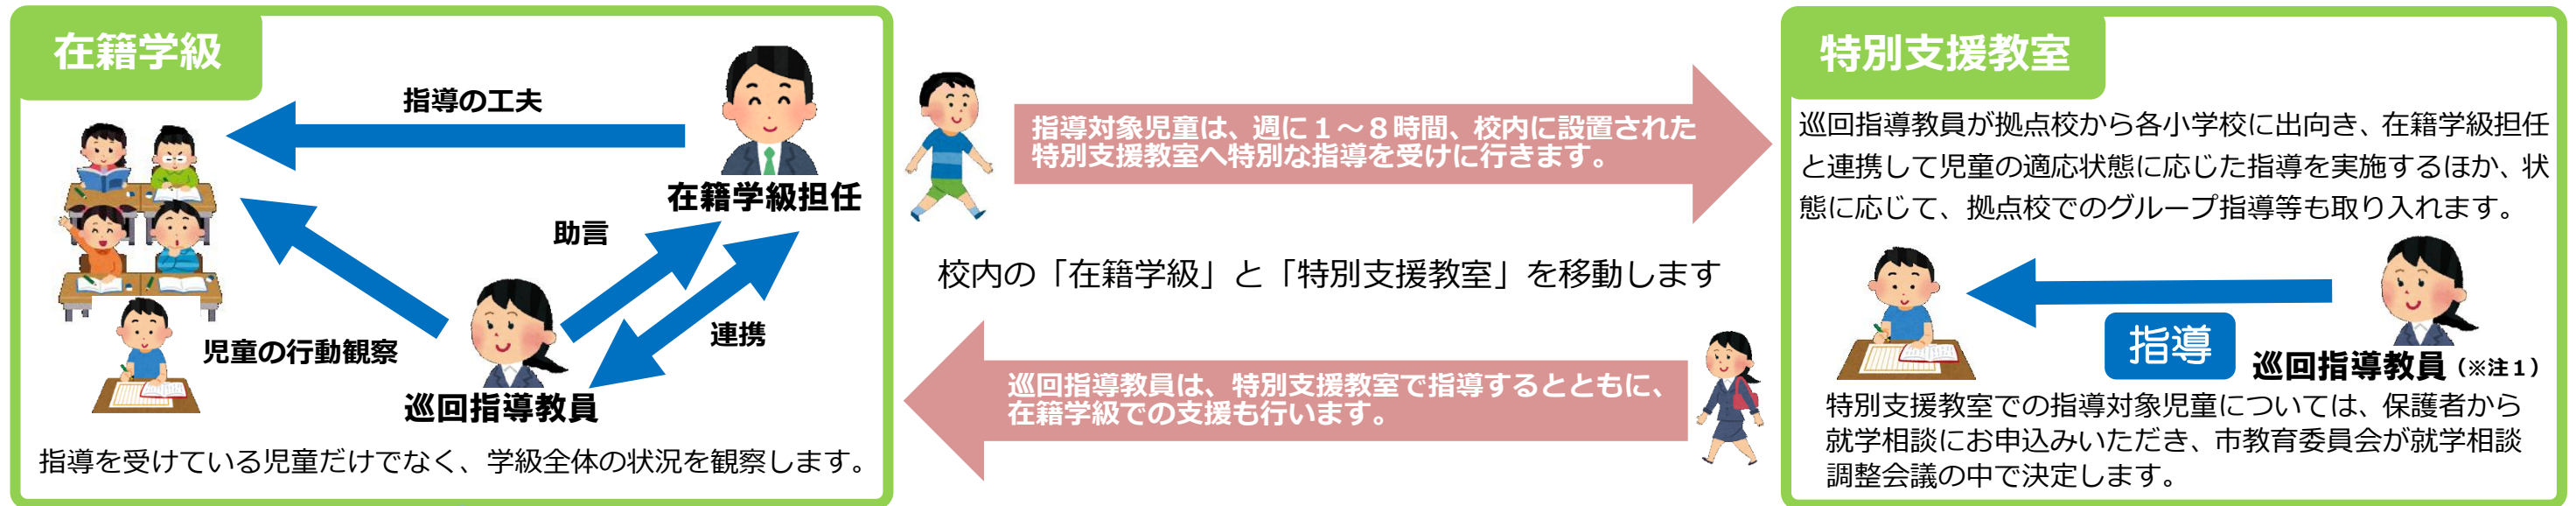 在籍学級
指導の工夫
在籍学級担任
助言
連携
児童の行動観察
巡回指導教員
指導を受けている児童だけでなく、学級全体の状況を観察します。
指導対象児童は、週に１～８時間、校内に設置された
特別支援教室へ特別な指導を受けに行きます。
校内の「在籍学級」と「特別支援教室」を移動します
巡回指導教員は、特別支援教室で指導するとともに、
在籍学級での支援も行います。
特別支援教室
巡回指導教員が拠点校から各小学校に出向き、在籍学級担任
と連携して児童の適応状態に応じた指導を実施するほか、状
態に応じて、拠点校でのグループ指導等も取り入れます。
指導
巡回指導教員（※注１）
特別支援教室での指導対象児童については、保護者から
就学相談にお申込みいただき、市教育委員会が就学相談
調整会議の中で決定します。